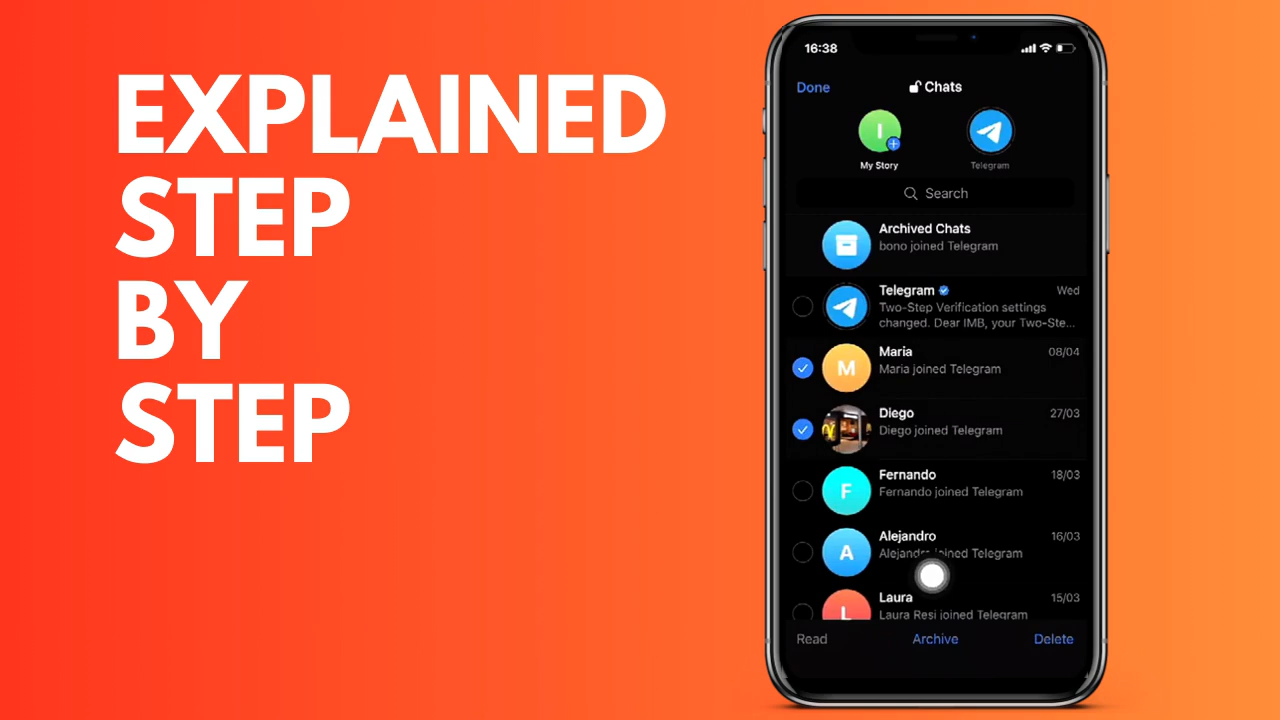 EXPLAINED
STEP
BY
STEP
16:38
Done
Chats
I
My Story
Telegram
Search
Archived Chats
bono joined Telegram
Telegram
Wed
Two-Step Verification settings
changed. Dear IMB, your Two-Ste...
M
Maria
08/04
Maria joined Telegram
Diego
27/03
Diego joined Telegram
F
Fernando
18/03
Fernando joined Telegram
A
Alejandro
16/03
Alejandro joined Telegram
L
Laura
15/03
Laura Resi joined Telegram
Read
Archive
Delete